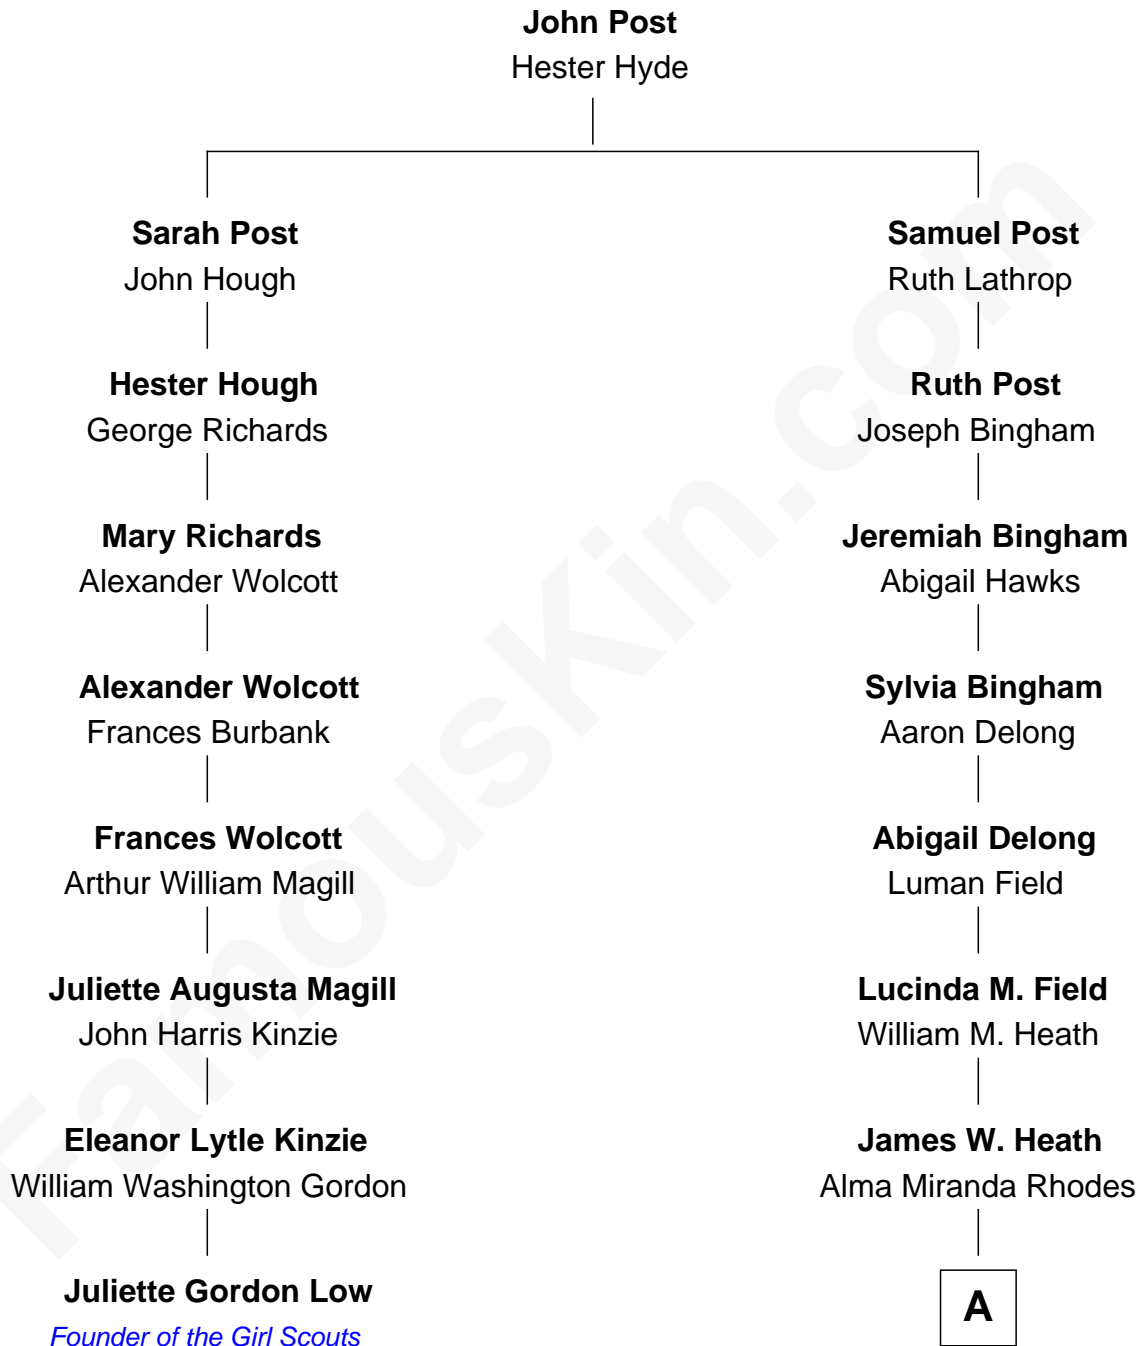 John Post
Hester Hyde
Sarah Post
John Hough
Hester Hough
George Richards
Mary Richards
Alexander Wolcott
Alexander Wolcott
Frances Burbank
Frances Wolcott
Arthur William Magill
Juliette Augusta Magill
John Harris Kinzie
Eleanor Lytle Kinzie
William Washington Gordon
Juliette Gordon Low
Founder of the Girl Scouts
Samuel Post
Ruth Lathrop
Ruth Post
Joseph Bingham
Jeremiah Bingham
Abigail Hawks
Sylvia Bingham
Aaron Delong
Abigail Delong
Luman Field
Lucinda M. Field
William M. Heath
James W. Heath
Alma Miranda Rhodes
A
FamousKin.com